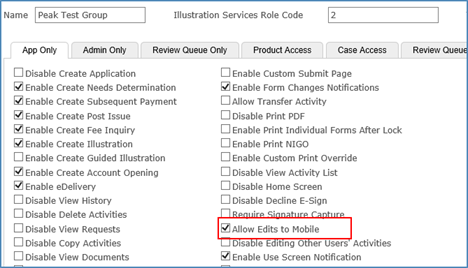 Name Peak Test Group Illustration Services Role Code 2
App Only Admin Only Review Queue Only Product Access Case Access Review Queue
Disable Create Application Enable Custom Submit Page
Enable Create Needs Determination Enable Form Changes Notifications
Enable Create Subsequent Payment Allow Transfer Activity
Enable Create Post Issue Disable Print PDF
Enable Create Fee Inquiry Enable Print Individual Forms After Lock
Enable Create Illustration Enable Print NIGO
Enable Create Guided Illustration Enable Custom Print Override
Enable Create Account Opening Disable View Activity List
Enable eDelivery Disable Home Screen
Disable View History Disable Decline E-Sign
Disable Delete Activities Require Signature Capture
Disable View Requests Allow Edits to Mobile
Disable Copy Activities Disable Editing Other Users' Activities
Disable View Documents Enable Use Screen Notification